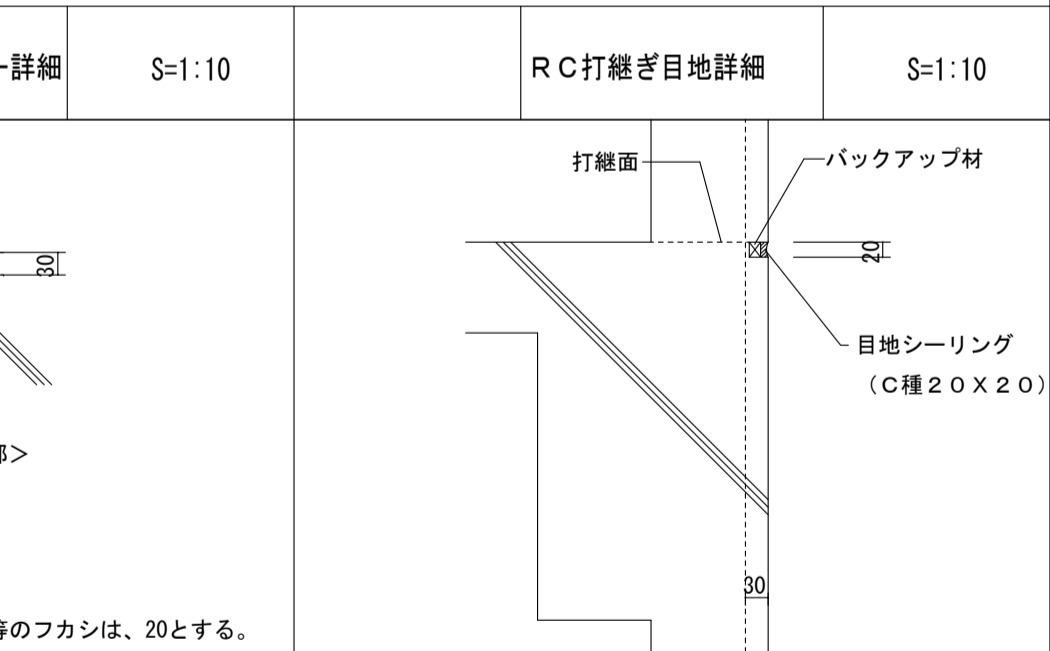 ー詳細
S=1:10
RC打継ぎ目地詳細
S=1:10
打継面
バックアップ材
30
20
目地シーリング
(C種20X20)
部>
30
等のフカシは、20とする。